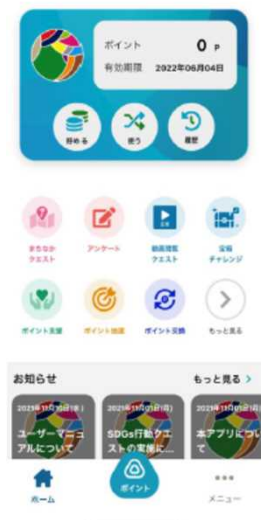 ポイント 0 P
有効期限 2022年06月04日
貯める 使う 履歴
まちなか
クエスト
アンケート
動画視聴
クエスト
宝箱
チャレンジ
ポイント支援
ポイント抽選
ポイント交換
もっと見る
お知らせ
もっと見る
ユーザーマニュ
アルについて
SDGs行動クエ
ストの実施に...
本アプリについ
て
ホーム
ポイント
メニュー